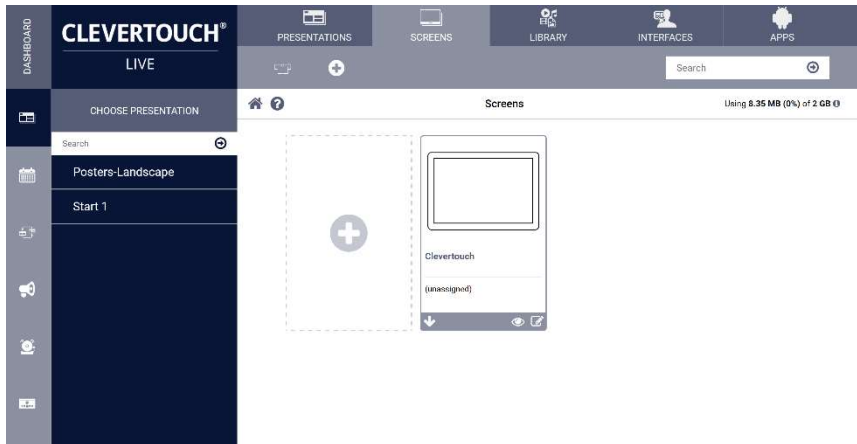 DASHBOARD
CLEVERTOUCH®
LIVE
PRESENTATIONS
SCREENS
LIBRARY
INTERFACES
APPS
Search
CHOOSE PRESENTATION
Screens
Using 8.35 MB (0%) of 2 GB
Search
Posters-Landscape
Start 1
Clevertouch
(unassigned)